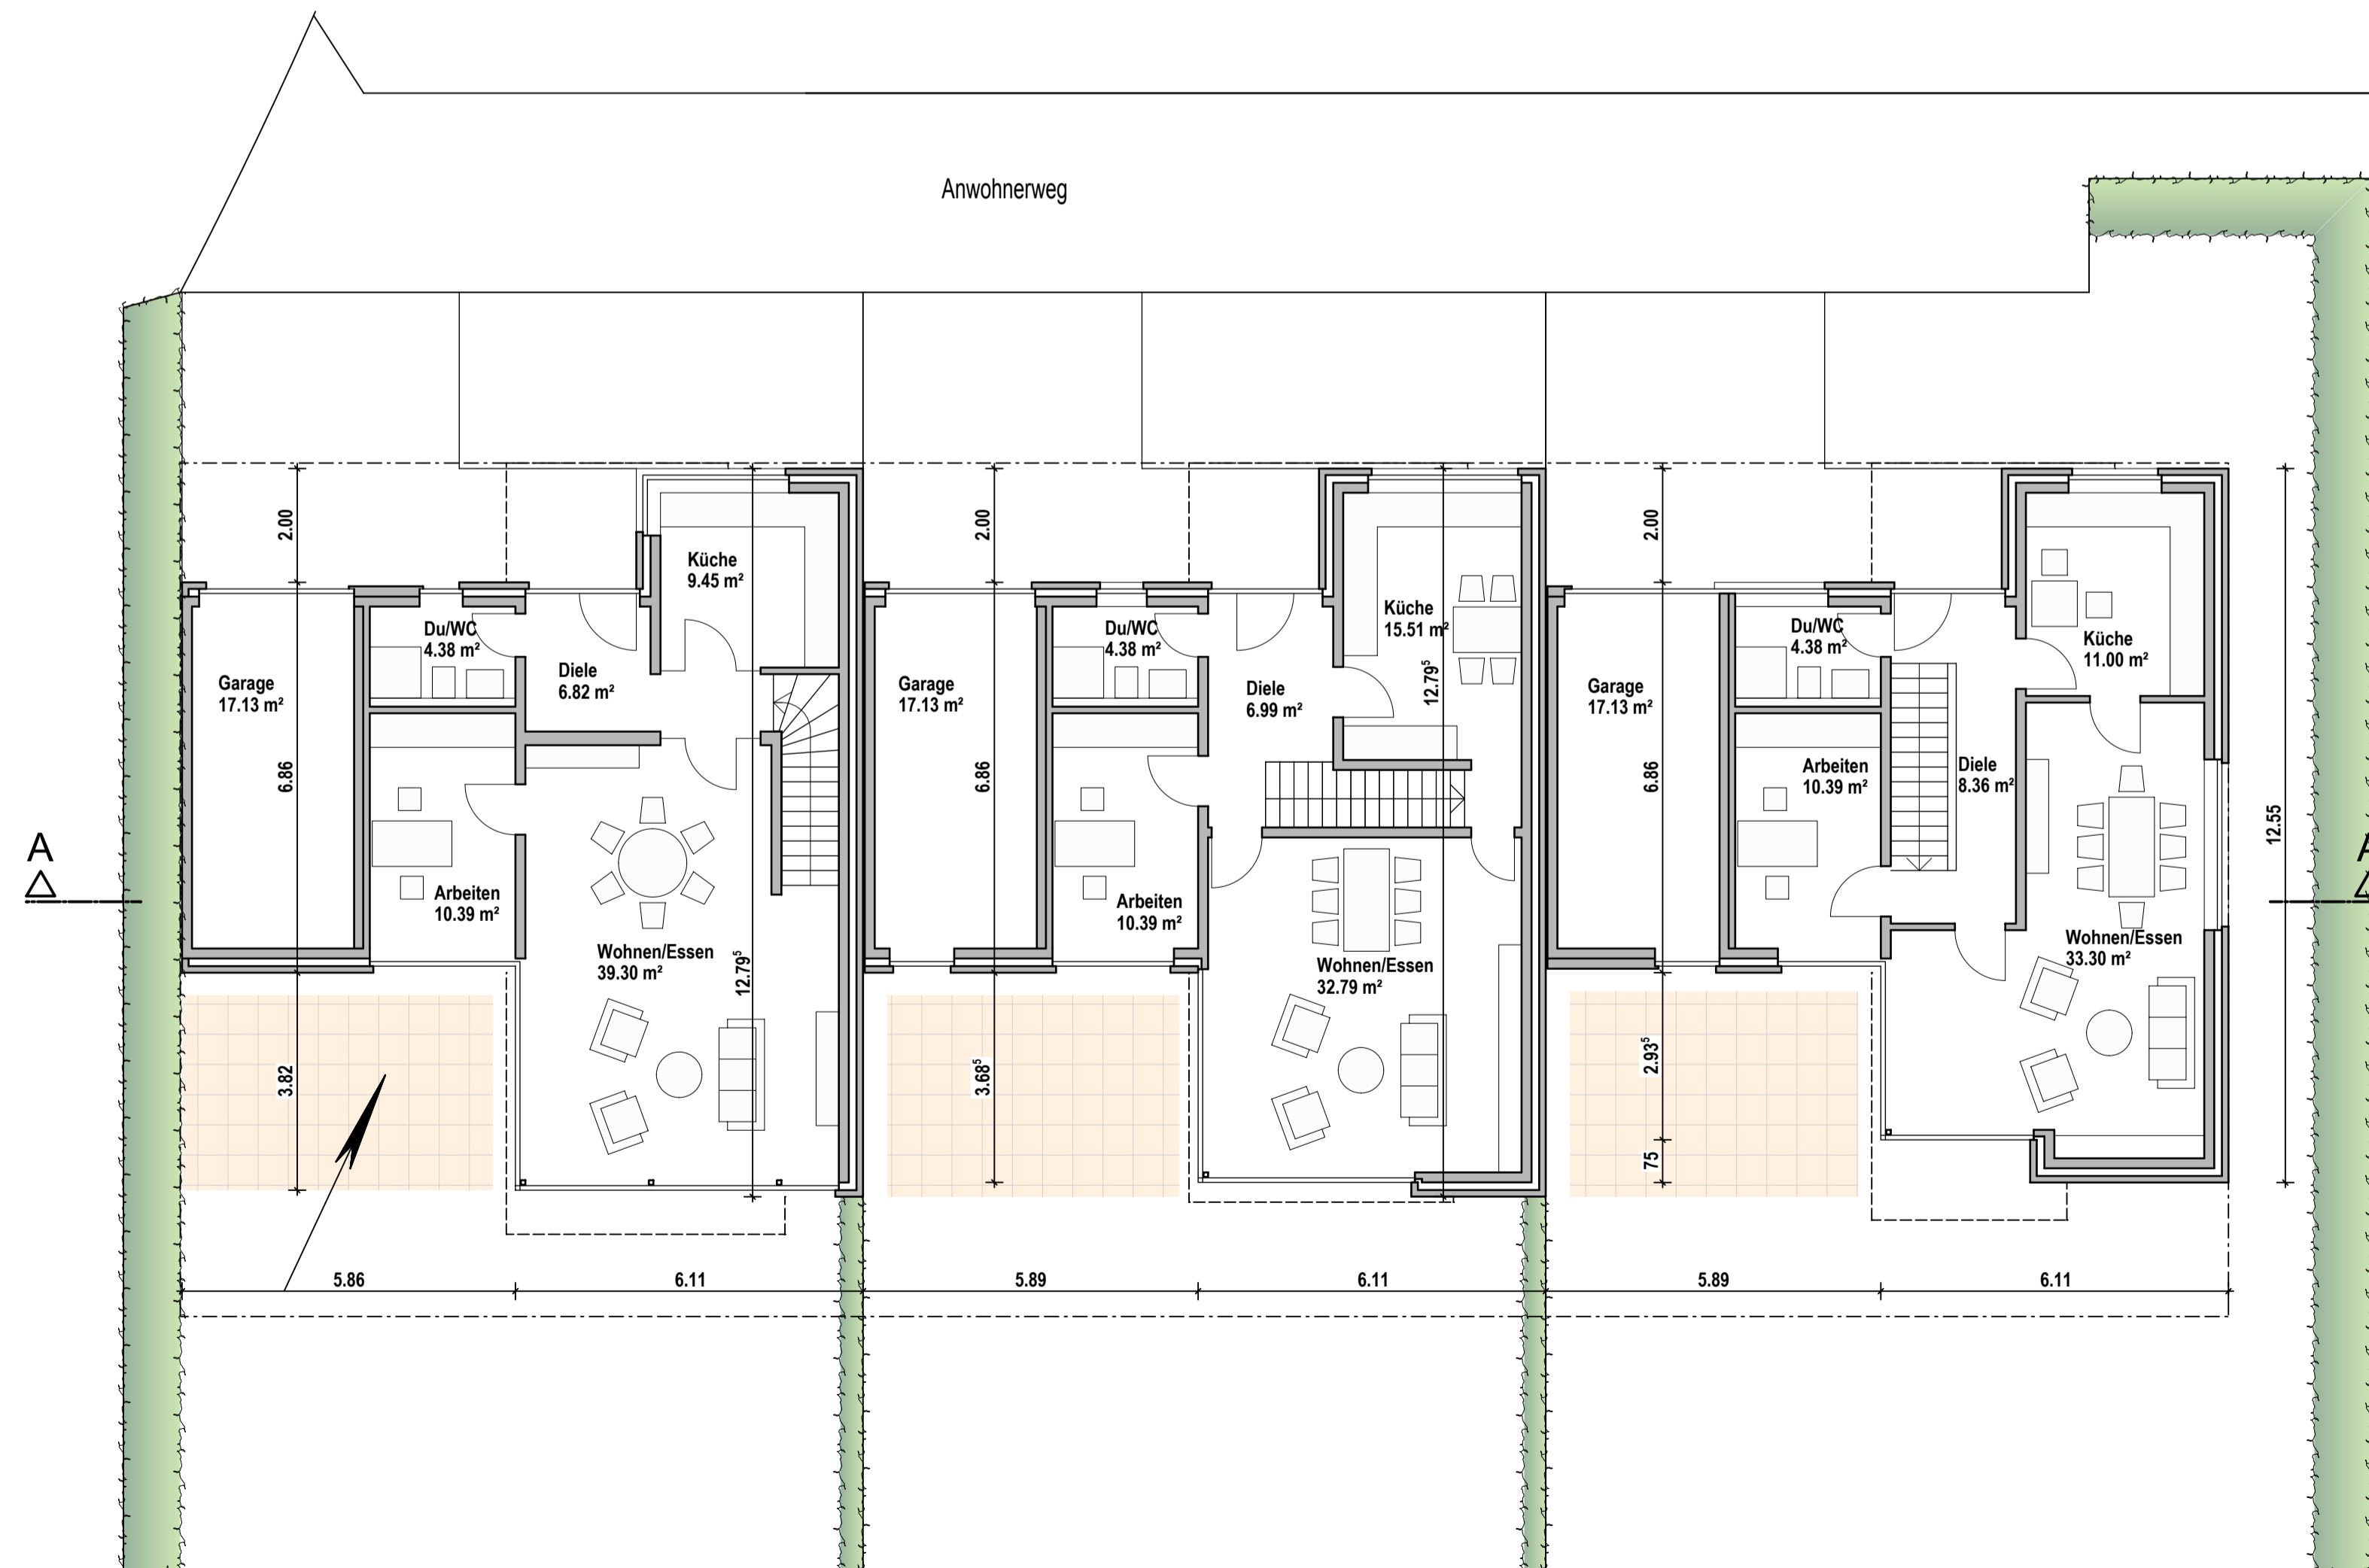 Anwohnerweg
2.00
2.00
2.00
Küche
9.45 m²
Küche
15.51 m²
Küche
11.00 m²
Du/WC
4.38 m²
Du/WC
4.38 m²
Du/WC
4.38 m²
Diele
6.82 m²
Diele
6.99 m²
Diele
8.36 m²
Garage
17.13 m²
Garage
17.13 m²
Garage
17.13 m²
12.79⁵
6.86
6.86
6.86
Arbeiten
10.39 m²
Arbeiten
10.39 m²
Arbeiten
10.39 m²
12.55
A
A
Wohnen/Essen
39.30 m²
12.79⁵
Wohnen/Essen
32.79 m²
Wohnen/Essen
33.30 m²
3.82
3.68⁵
2.93⁵
75
5.86
6.11
5.89
6.11
5.89
6.11